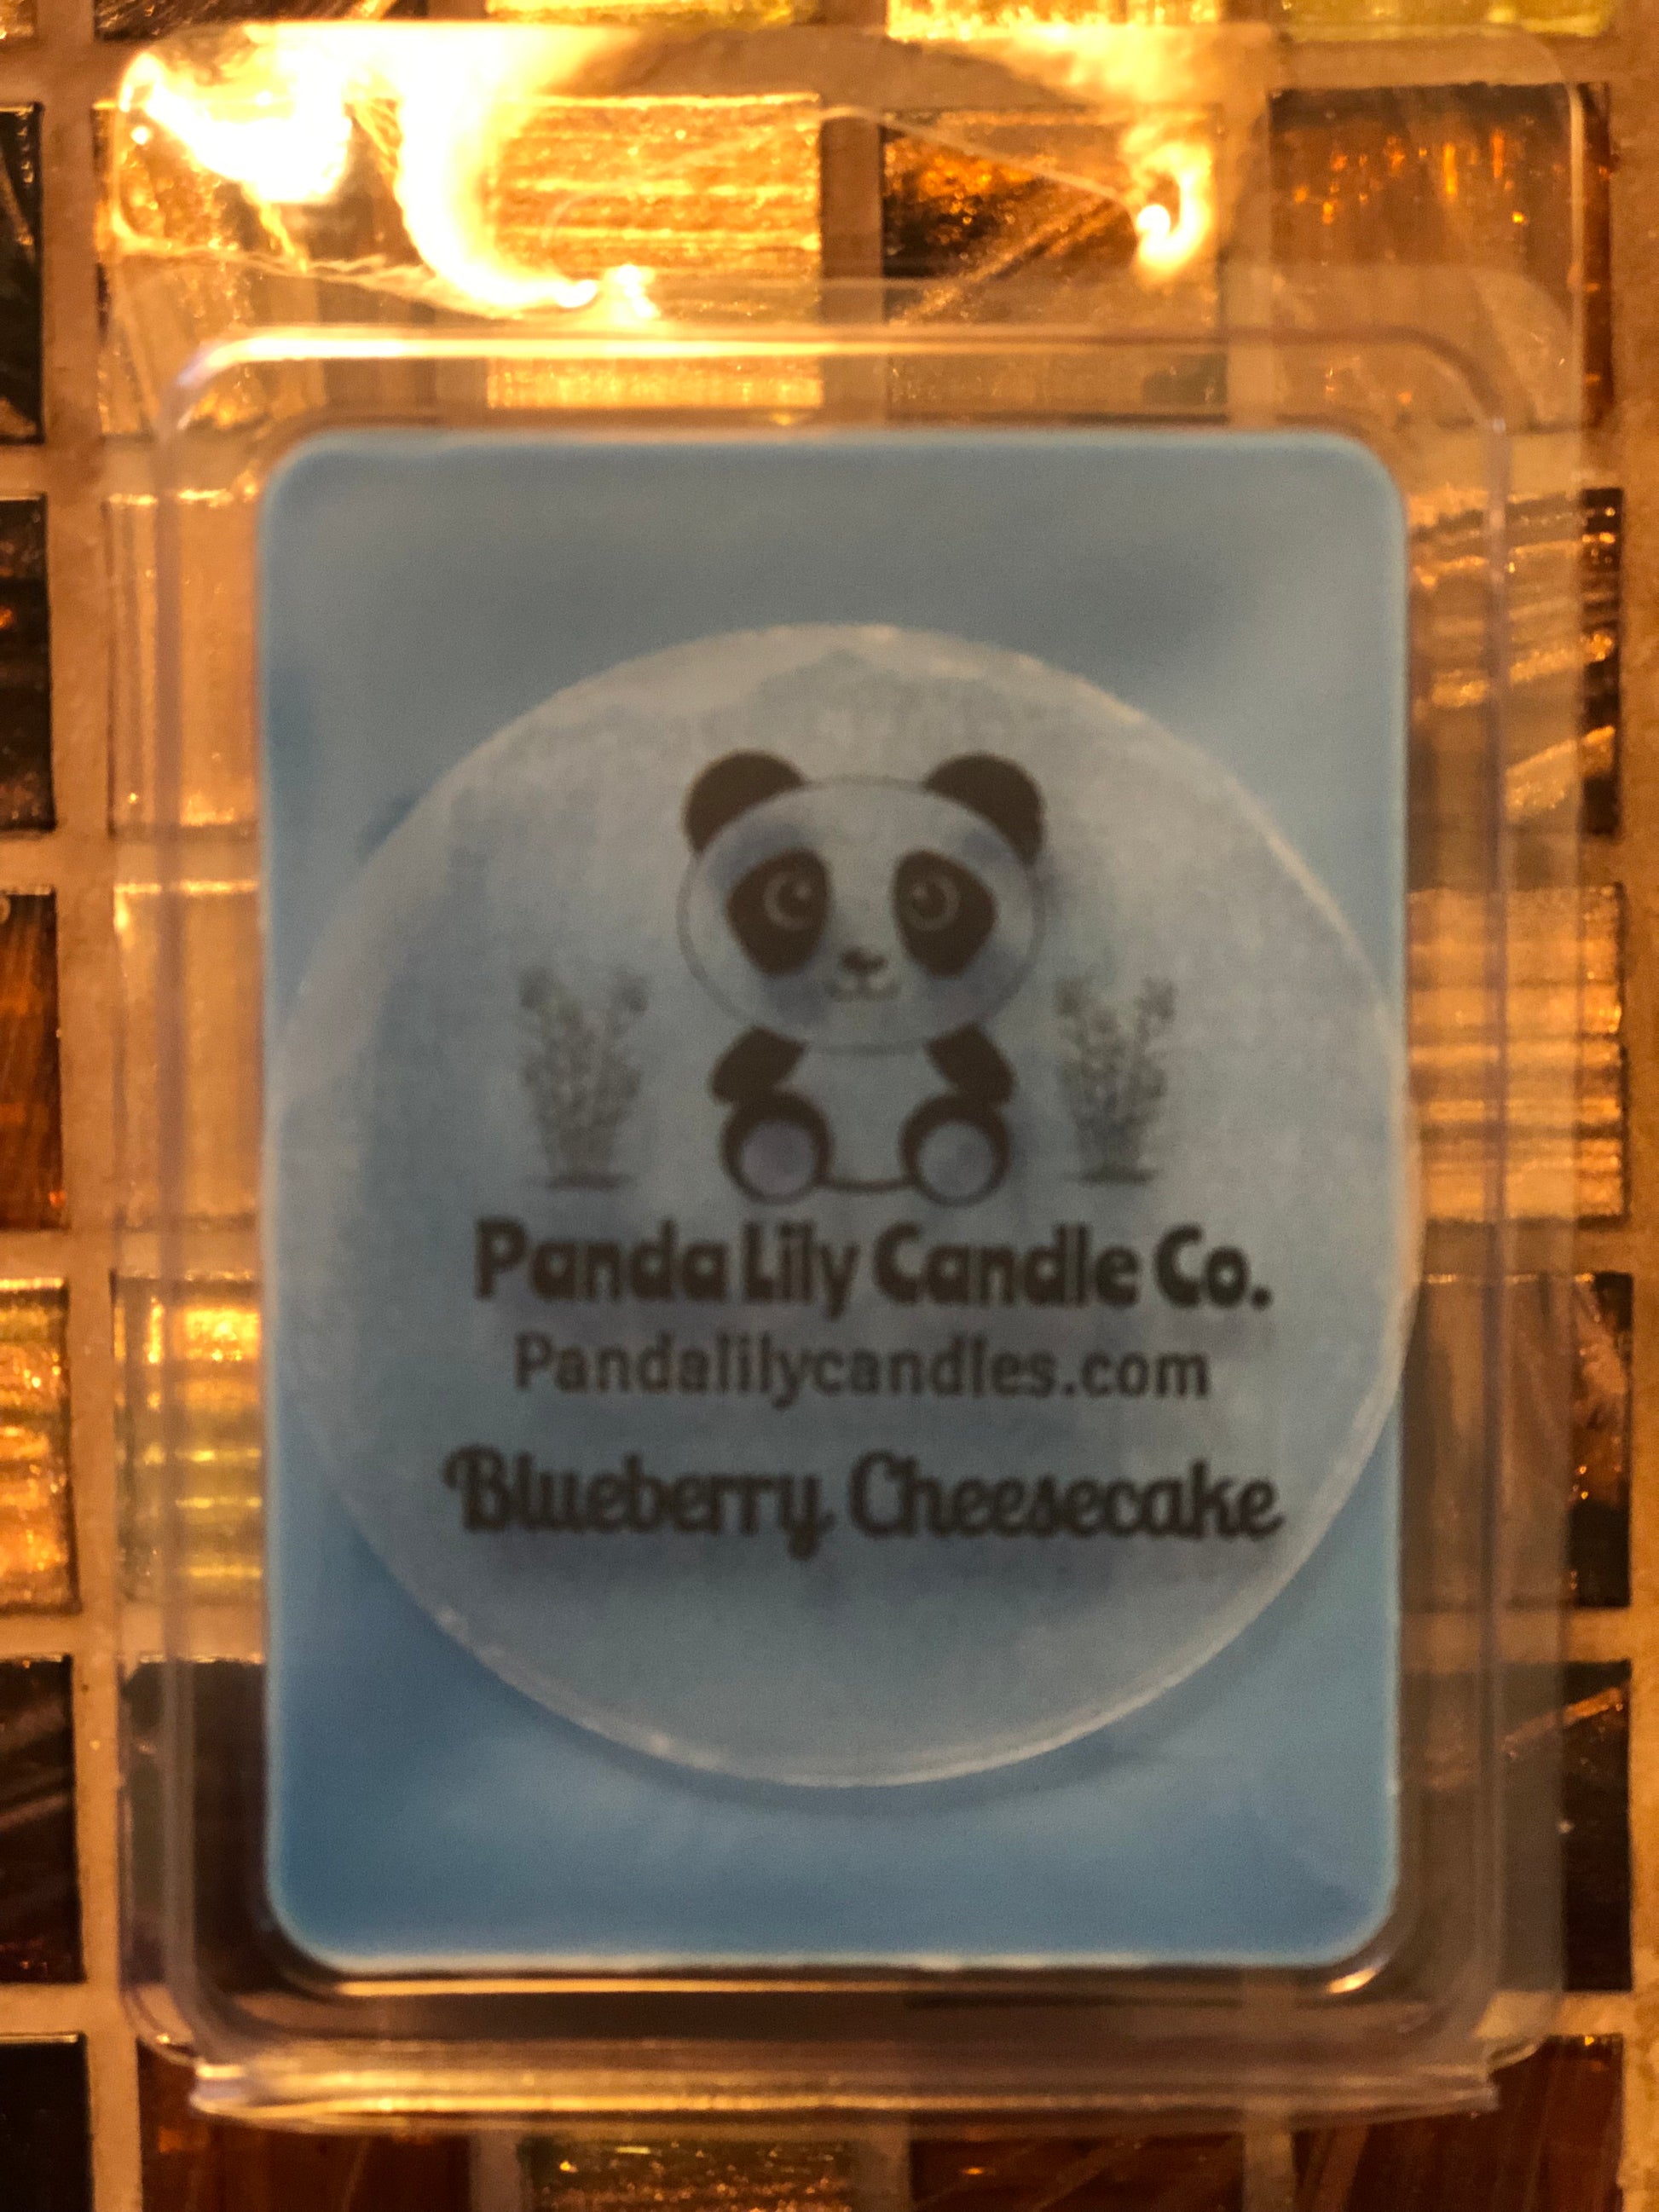 Panda Lily Candle Co.
Pandalilycandles.com
Blueberry Cheesecake